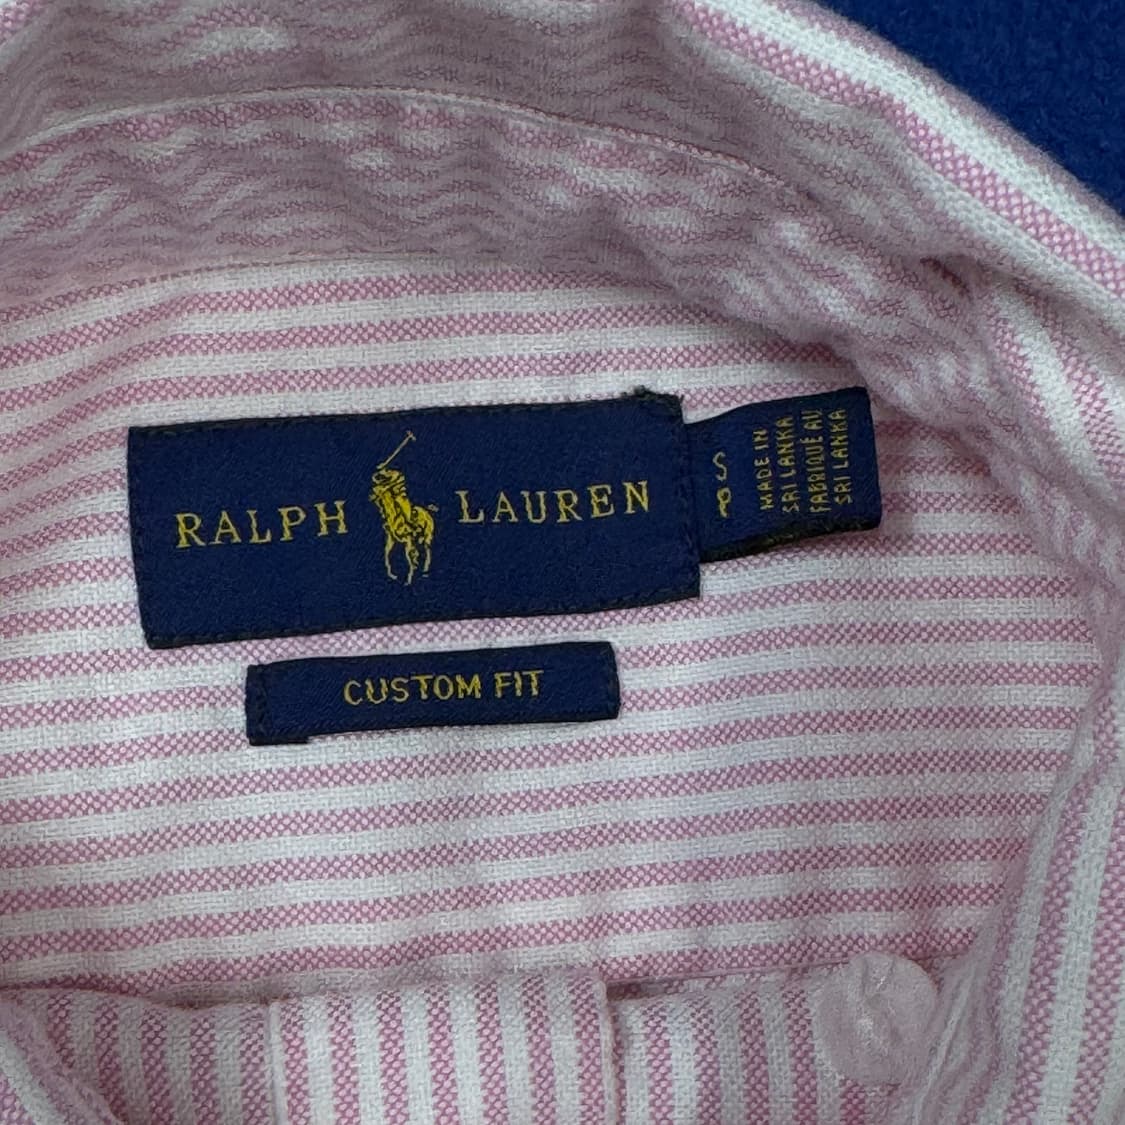 RALPH LAUREN
S
P
MADE IN
SRI LANKA
FABRIQUÉ AU
SRI LANKA
CUSTOM FIT